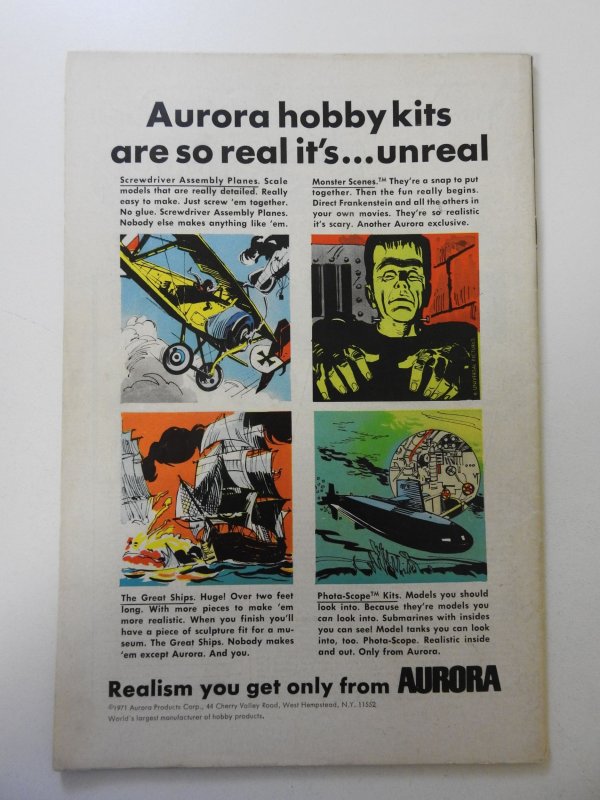 Aurora hobby kits
are so real it's...unreal
Screwdriver Assembly Planes. Scale
models that are really detailed. Really
easy to make. Just screw 'em together.
No glue. Screwdriver Assembly Planes.
Nobody else makes anything like 'em.
Monster Scenes.™ They're a snap to put
together. Then the fun really begins.
Direct Frankenstein and all the others in
your own movies. They're so realistic
it's scary. Another Aurora exclusive.
© UNIVERSAL PICTURES
The Great Ships. Huge! Over two feet
long. With more pieces to make 'em
more realistic. When you finish you'll
have a piece of sculpture fit for a mu-
seum. The Great Ships. Nobody makes
'em except Aurora. And you.
Phota-Scope™ Kits. Models you should
look into. Because they're models you
can look into. Submarines with insides
you can see! Model tanks you can look
into, too. Phota-Scope. Realistic inside
and out. Only from Aurora.
Realism you get only from AURORA
©1971 Aurora Products Corp., 44 Cherry Valley Road, West Hempstead, N.Y. 11552
World's largest manufacturer of hobby products.